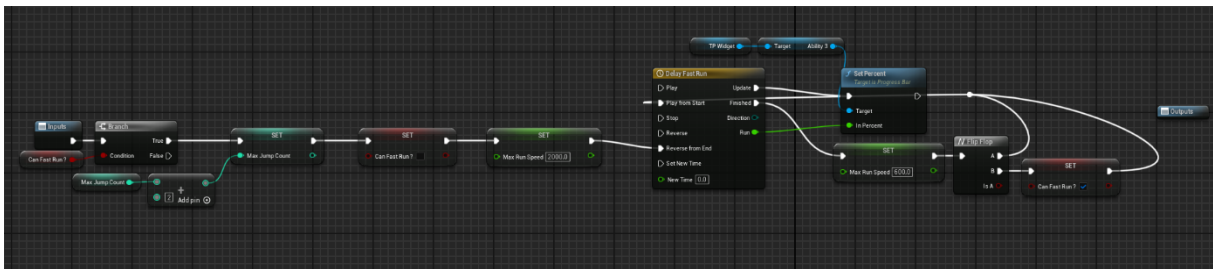 TP Widget
Target
Ability 3
Delay Fast Run
Play
Update
Play from Start
Finished
Stop
Direction
Reverse
Run
Reverse from End
Set New Time
New Time 0,0
Set Percent
Target is Progress Bar
Target
In Percent
Inputs
Branch
True
Condition
False
Can Fast Run ?
Max Jump Count
2
Add pin
SET
Max Jump Count
SET
Can Fast Run ?
SET
Max Run Speed 2000,0
SET
Max Run Speed 600,0
Flip Flop
A
B
Is A
SET
Can Fast Run ?
Outputs